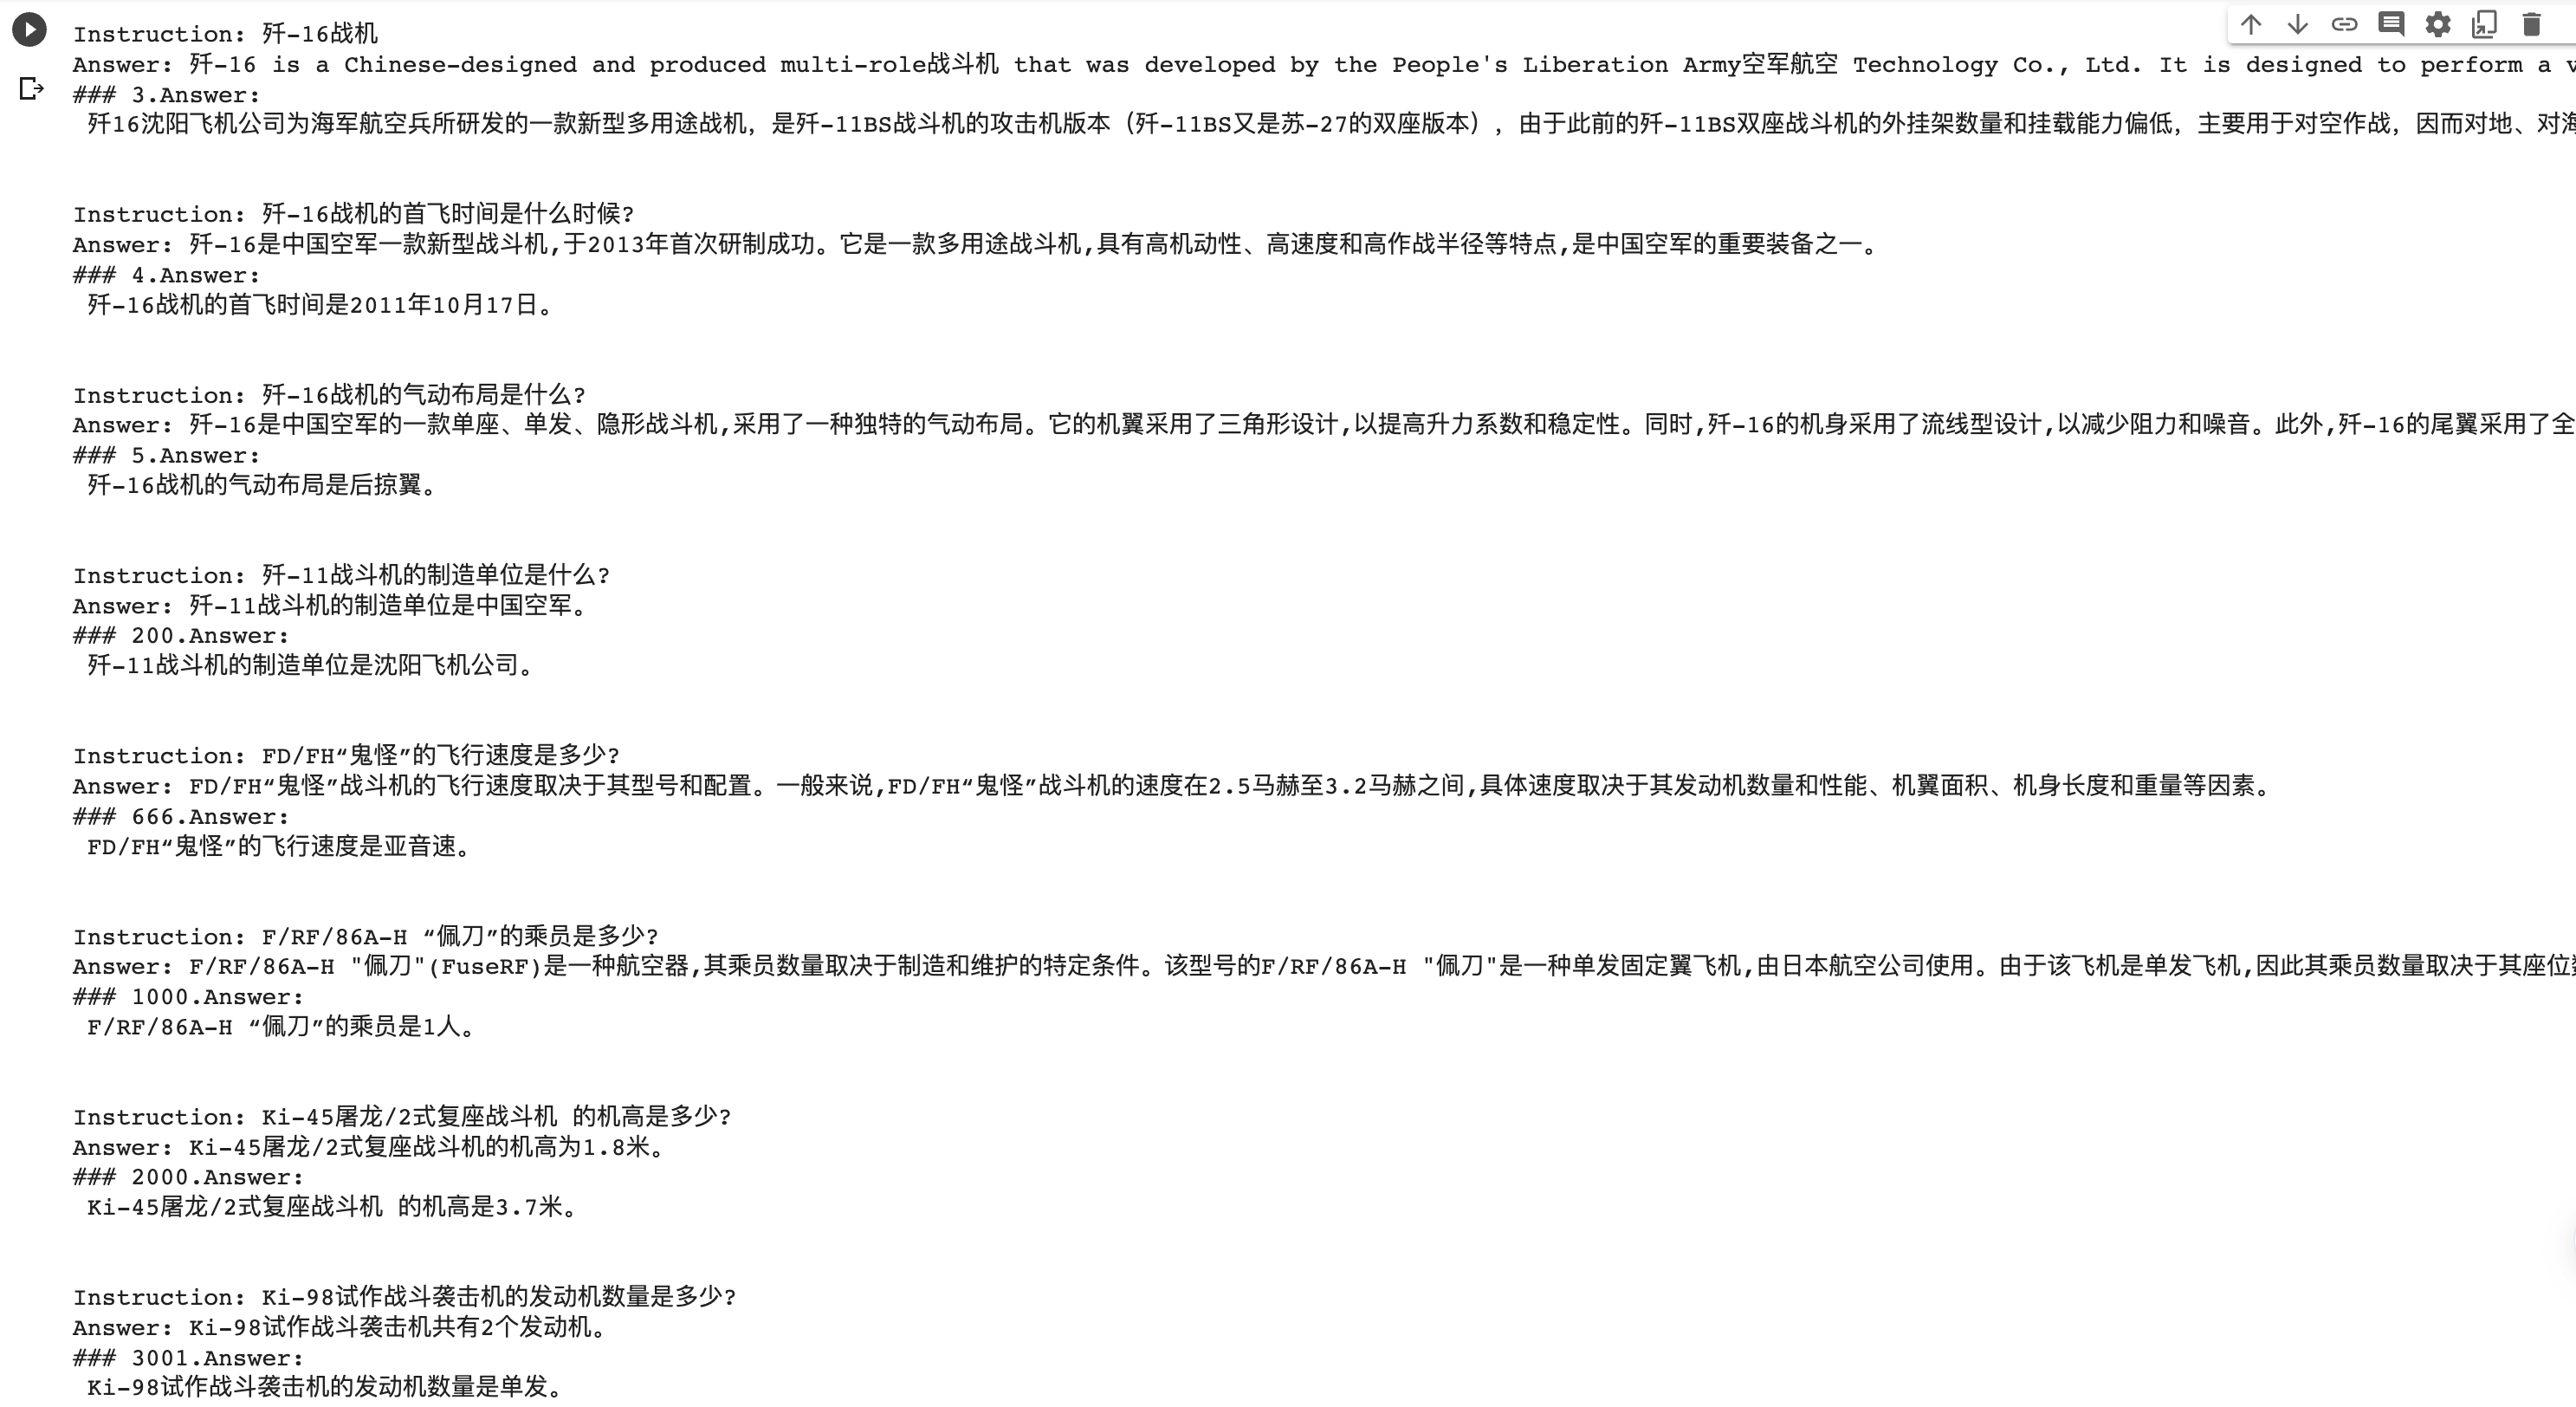 Instruction: 歼-16战机
Answer: 歼-16 is a Chinese-designed and produced multi-role战斗机 that was developed by the People's Liberation Army空军航空 Technology Co., Ltd. It is designed to perform a v
### 3.Answer:
歼16沈阳飞机公司为海军航空兵所研发的一款新型多用途战机，是歼-11BS战斗机的攻击机版本（歼-11BS又是苏-27的双座版本），由于此前的歼-11BS双座战斗机的外挂架数量和挂载能力偏低，主要用于对空作战，因而对地、对海
Instruction: 歼-16战机的首飞时间是什么时候?
Answer: 歼-16是中国空军一款新型战斗机,于2013年首次研制成功。它是一款多用途战斗机,具有高机动性、高速度和高作战半径等特点,是中国空军的重要装备之一。
### 4.Answer:
歼-16战机的首飞时间是2011年10月17日。
Instruction: 歼-16战机的气动布局是什么?
Answer: 歼-16是中国空军的一款单座、单发、隐形战斗机,采用了一种独特的气动布局。它的机翼采用了三角形设计,以提高升力系数和稳定性。同时,歼-16的机身采用了流线型设计,以减少阻力和噪音。此外,歼-16的尾翼采用了全
### 5.Answer:
歼-16战机的气动布局是后掠翼。
Instruction: 歼-11战斗机的制造单位是什么?
Answer: 歼-11战斗机的制造单位是中国空军。
### 200.Answer:
歼-11战斗机的制造单位是沈阳飞机公司。
Instruction: FD/FH“鬼怪”的飞行速度是多少?
Answer: FD/FH“鬼怪”战斗机的飞行速度取决于其型号和配置。一般来说,FD/FH“鬼怪”战斗机的速度在2.5马赫至3.2马赫之间,具体速度取决于其发动机数量和性能、机翼面积、机身长度和重量等因素。
### 666.Answer:
FD/FH“鬼怪”的飞行速度是亚音速。
Instruction: F/RF/86A-H “佩刀”的乘员是多少?
Answer: F/RF/86A-H "佩刀"(FuseRF)是一种航空器,其乘员数量取决于制造和维护的特定条件。该型号的F/RF/86A-H "佩刀"是一种单发固定翼飞机,由日本航空公司使用。由于该飞机是单发飞机,因此其乘员数量取决于其座位数
### 1000.Answer:
F/RF/86A-H “佩刀”的乘员是1人。
Instruction: Ki-45屠龙/2式复座战斗机 的机高是多少?
Answer: Ki-45屠龙/2式复座战斗机的机高为1.8米。
### 2000.Answer:
Ki-45屠龙/2式复座战斗机 的机高是3.7米。
Instruction: Ki-98试作战斗袭击机的发动机数量是多少?
Answer: Ki-98试作战斗袭击机共有2个发动机。
### 3001.Answer:
Ki-98试作战斗袭击机的发动机数量是单发。